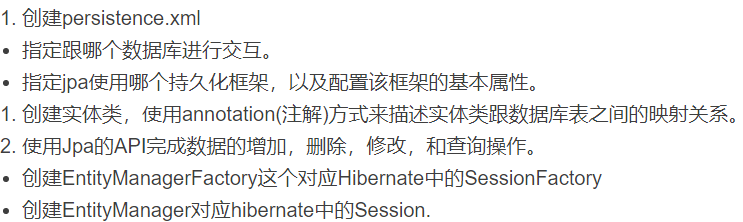 1. 创建persistence.xml
• 指定跟哪个数据库进行交互。
• 指定jpa使用哪个持久化框架，以及配置该框架的基本属性。
1. 创建实体类，使用annotation(注解)方式来描述实体类跟数据库表之间的映射关系。
2. 使用Jpa的API完成数据的增加，删除，修改，和查询操作。
• 创建EntityManagerFactory这个对应Hibernate中的SessionFactory
• 创建EntityManager对应hibernate中的Session.